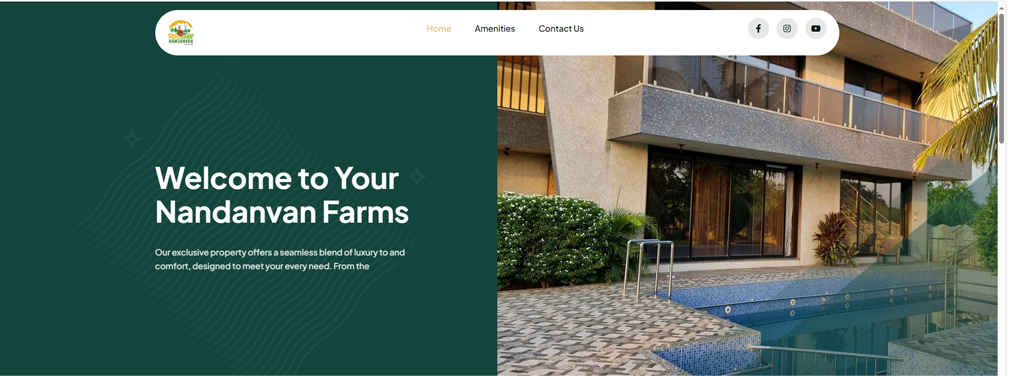 NANDANVAN
Home
Amenities
Contact Us
Welcome to Your
Nandanvan Farms
Our exclusive property offers a seamless blend of luxury to and
comfort, designed to meet your every need. From the